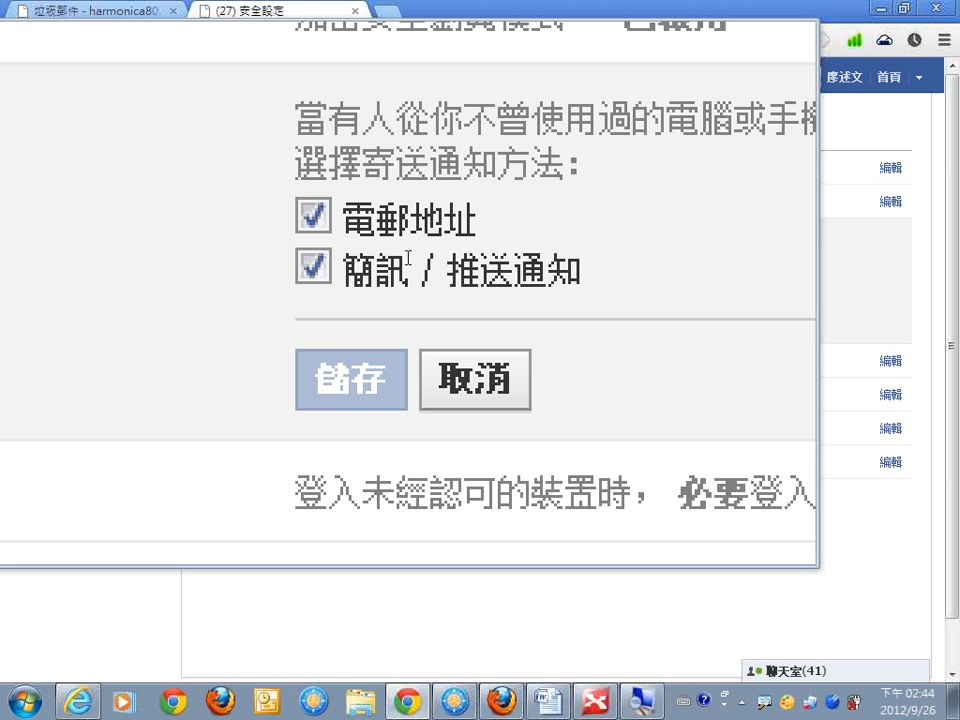 垃圾郵件 - harmonica80.
(27) 安全設定
廖述文
首頁
當有人從你不曾使用過的電腦或手機
選擇寄送通知方法：
電郵地址
簡訊 / 推送通知
儲存
取消
登入未經認可的裝置時， 必要登入
編輯
編輯
編輯
編輯
編輯
編輯
聊天室(41)
下午 02:44
2012/9/26